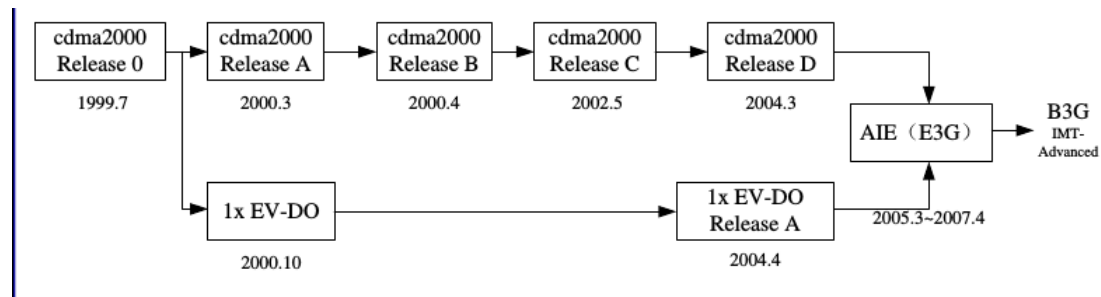 cdma2000
Release 0
1999.7
cdma2000
Release A
2000.3
cdma2000
Release B
2000.4
cdma2000
Release C
2002.5
cdma2000
Release D
2004.3
AIE（E3G）
B3G
IMT-
Advanced
1x EV-DO
2000.10
1x EV-DO
Release A
2004.4
2005.3~2007.4